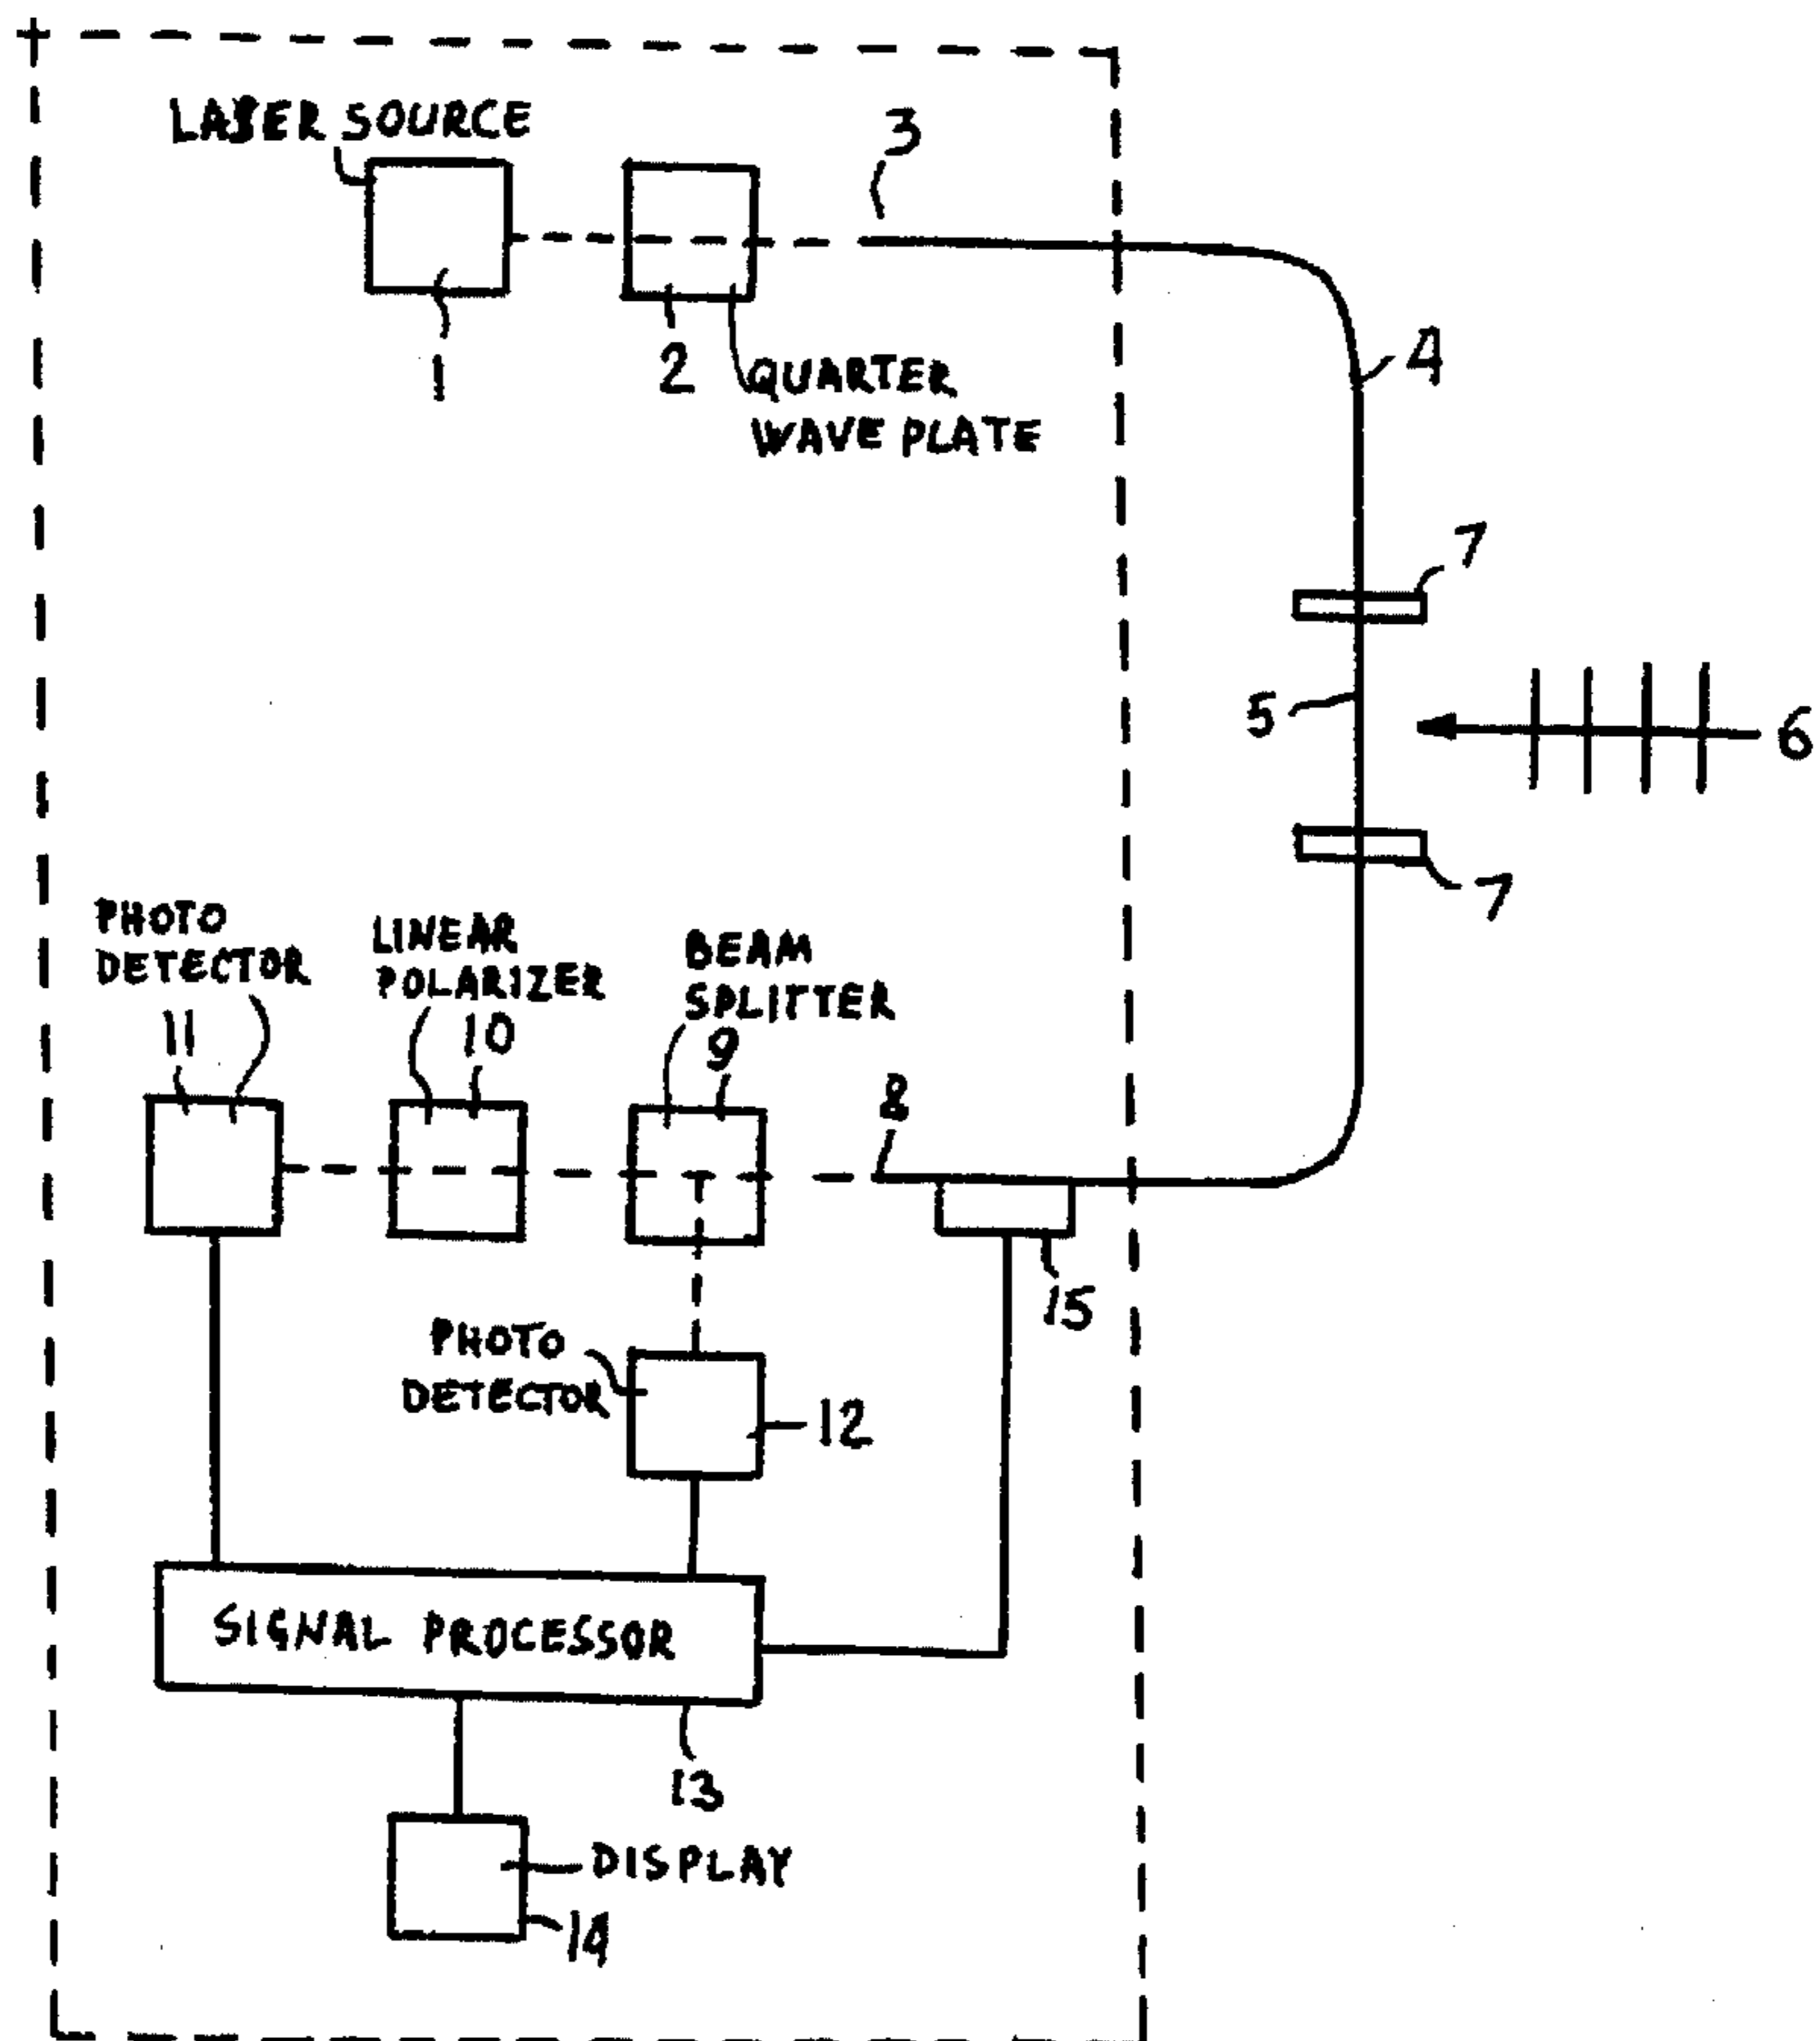 LASER SOURCE
3
1
2
QUARTER
WAVE PLATE
4
7
5
6
7
PHOTO
DETECTOR
11
LINEAR
POLARIZER
10
BEAM
SPLITTER
9
8
15
PHOTO
DETECTOR
12
SIGNAL PROCESSOR
13
DISPLAY
14